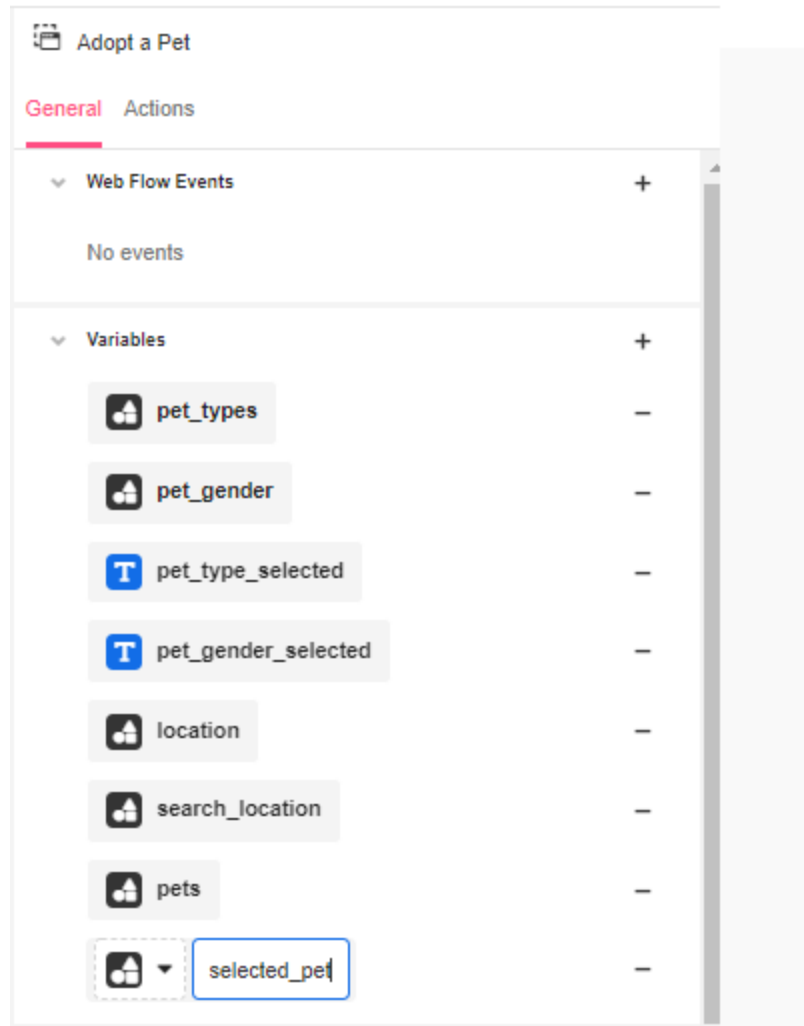 Adopt a Pet
General Actions
Web Flow Events
No events
Variables
pet_types
pet_gender
T pet_type_selected
T pet_gender_selected
location
search_location
pets
selected_pet